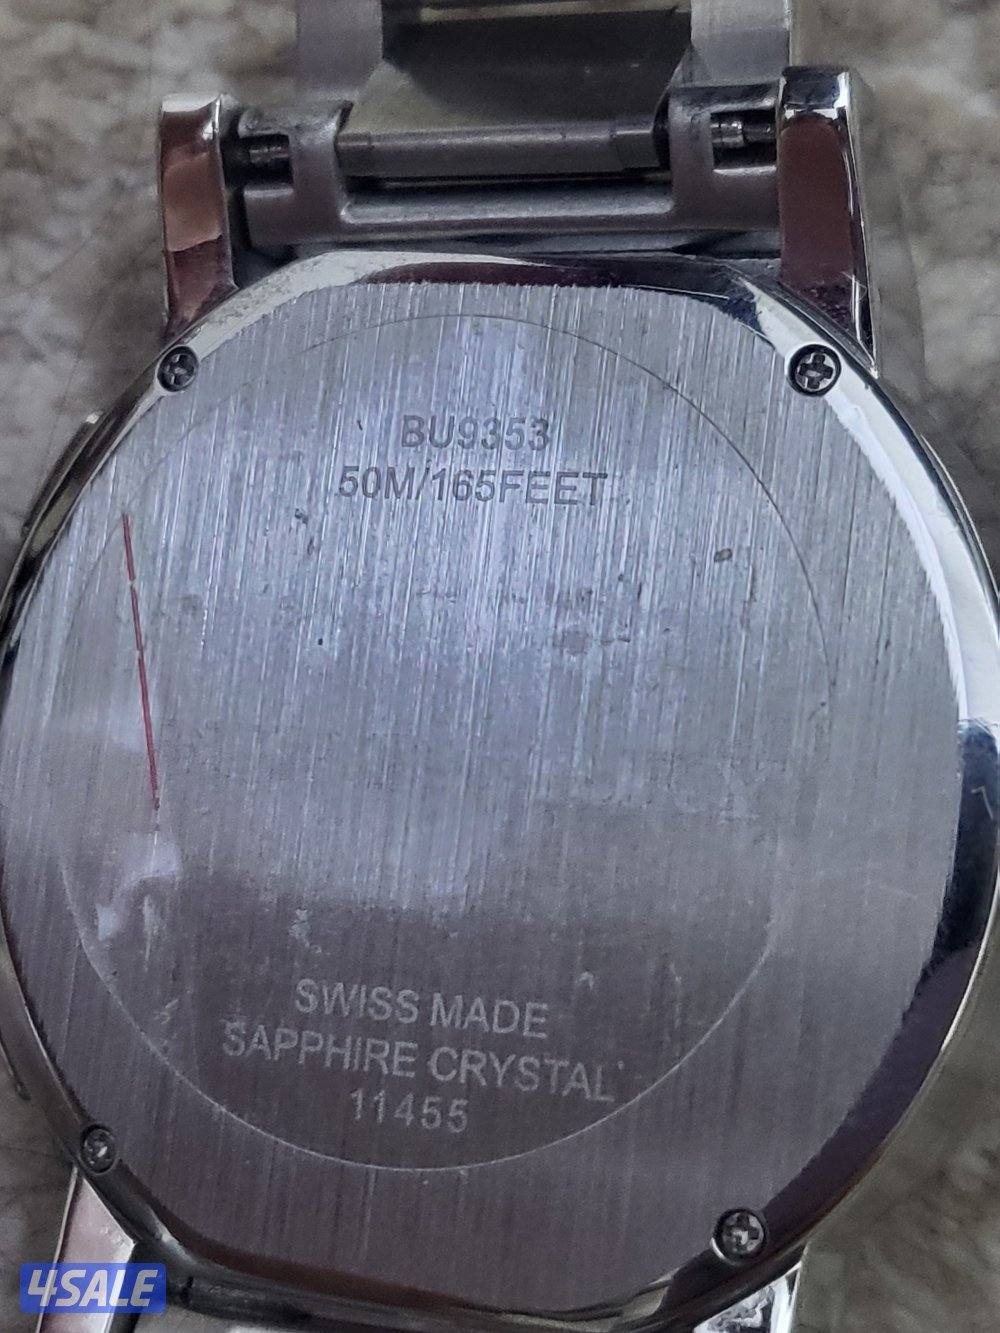 BU9353
50M/165FEET
SWISS MADE
SAPPHIRE CRYSTAL
11455
4SALE